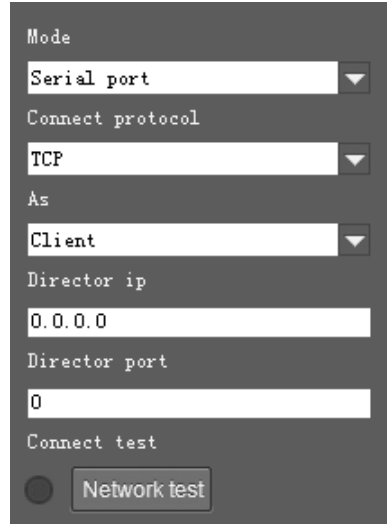 Mode
Serial port
Connect protocol
TCP
As
Client
Director ip
0.0.0.0
Director port
0
Connect test
Network test